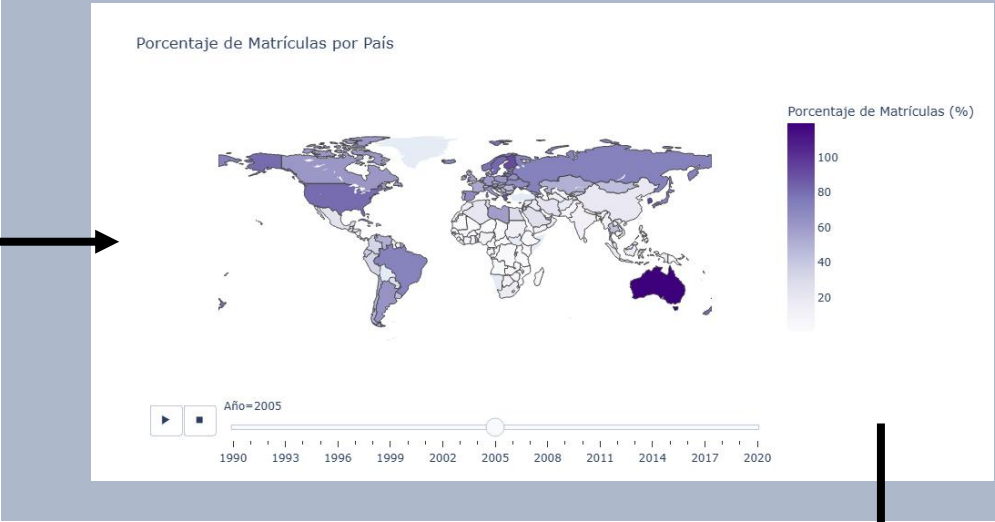 Porcentaje de Matrículas por País
Porcentaje de Matrículas (%)
100
80
60
40
20
Año=2005
1990 1993 1996 1999 2002 2005 2008 2011 2014 2017 2020